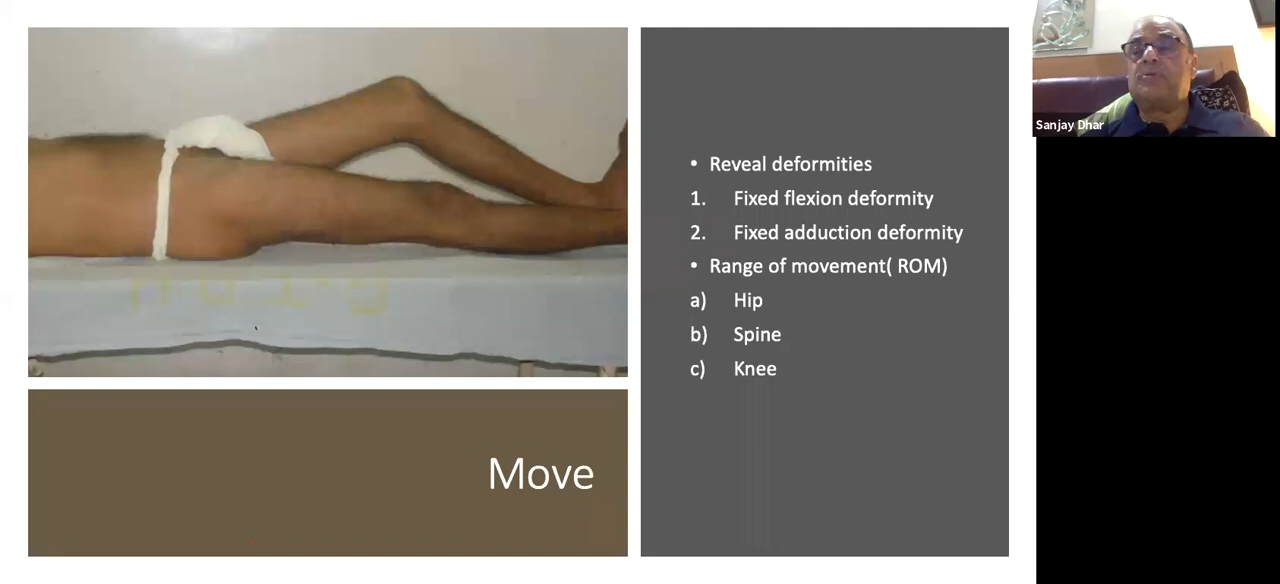 • Reveal deformities
1. Fixed flexion deformity
2. Fixed adduction deformity
• Range of movement( ROM)
a) Hip
b) Spine
c) Knee
Move
Sanjay Dhar